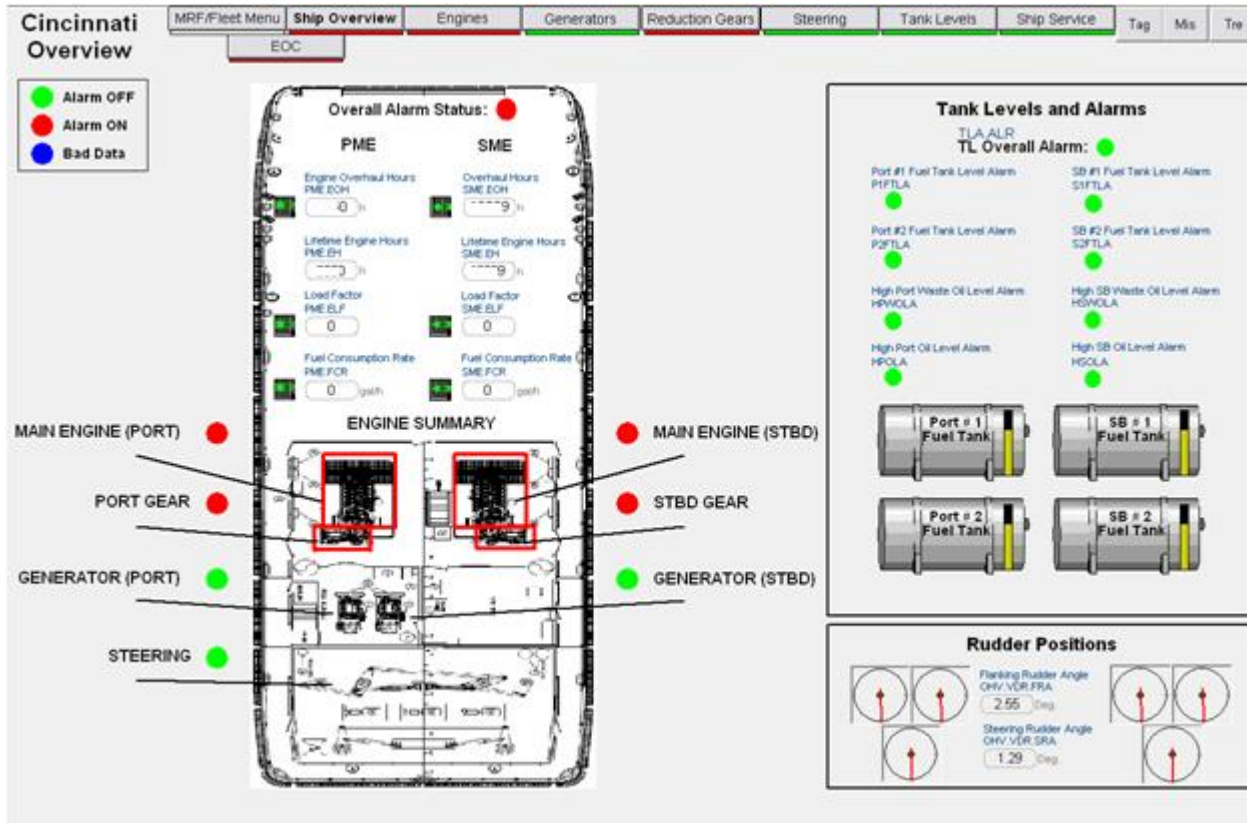 Cincinnati
Overview
MRF/Fleet Menu
Ship Overview
Engines
Generators
Reduction Gears
Steering
Tank Levels
Ship Service
Tag
Mis
Tre
EOC
Alarm OFF
Alarm ON
Bad Data
Overall Alarm Status:
PME
SME
Engine Overhaul Hours
PME.EOH
h
Overhaul Hours
SME.EOH
9 h
Lifetime Engine Hours
PME.EH
h
Lifetime Engine Hours
SME.EH
9 h
Load Factor
PME.ELF
0
Load Factor
SME.ELF
0
Fuel Consumption Rate
PME.FCR
0 gal/h
Fuel Consumption Rate
SME.FCR
0 gal/h
ENGINE SUMMARY
MAIN ENGINE (PORT)
MAIN ENGINE (STBD)
PORT GEAR
STBD GEAR
GENERATOR (PORT)
GENERATOR (STBD)
STEERING
Tank Levels and Alarms
TLA.ALR
TL Overall Alarm:
Port #1 Fuel Tank Level Alarm
P1FTLA
SB #1 Fuel Tank Level Alarm
S1FTLA
Port #2 Fuel Tank Level Alarm
P2FTLA
SB #2 Fuel Tank Level Alarm
S2FTLA
High Port Waste Oil Level Alarm
HPWOLA
High SB Waste Oil Level Alarm
HSWOLA
High Port Oil Level Alarm
HPOLA
High SB Oil Level Alarm
HSOLA
Port # 1
Fuel Tank
SB # 1
Fuel Tank
Port # 2
Fuel Tank
SB # 2
Fuel Tank
Rudder Positions
Flanking Rudder Angle
OHV.VDR.FRA
2.55 Deg.
Steering Rudder Angle
OHV.VDR.SRA
1.29 Deg.